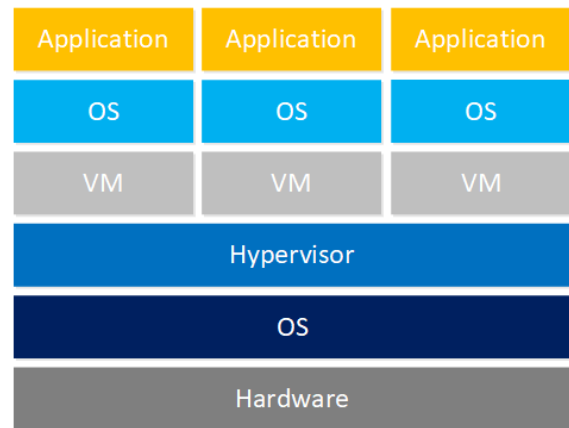 Application Application Application
OS OS OS
VM VM VM
Hypervisor
OS
Hardware